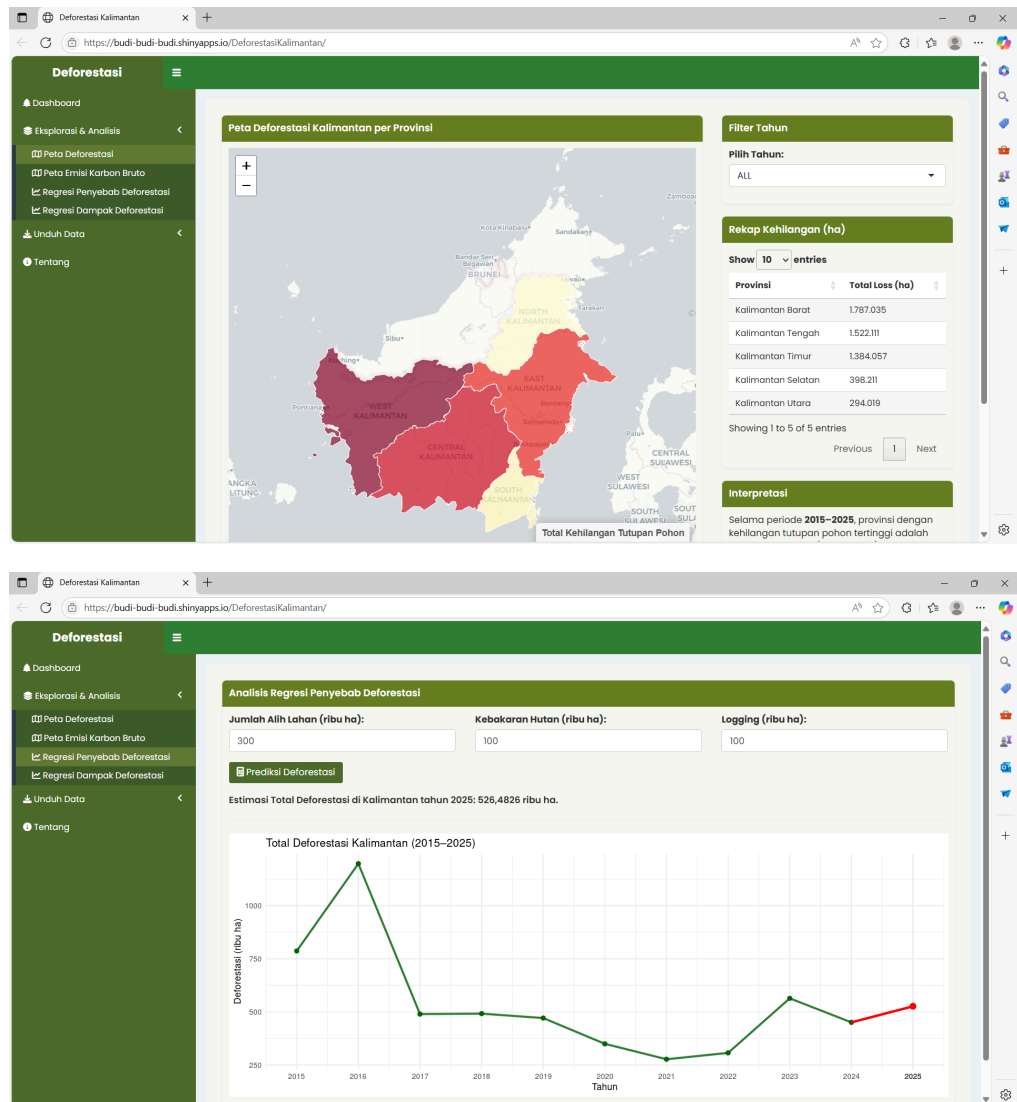 Deforestasi Kalimantan
https://budi-budi-budi.shinyapps.io/DeforestasiKalimantan/
Deforestasi
Dashboard
Eksplorasi & Analisis
Peta Deforestasi
Peta Emisi Karbon Bruto
Regresi Penyebab Deforestasi
Regresi Dampak Deforestasi
Unduh Data
Tentang
Peta Deforestasi Kalimantan per Provinsi
+
−
Zamboa
Kota Kinabalu
Sandakan
Bandar Seri
Begawan
BRUNEI
Tawau
Tarakan
NORTH
KALIMANTAN
Sibu
Kuching
EAST
KALIMANTAN
Pontiana
WEST
KALIMANTAN
Bontang
Samarinda
CENTRAL
KALIMANTAN
Palu
CENTRAL
SULAWESI
WEST
SULAWESI
ANGKA
LITUNG
SOUTH
KALIMANTA
SOUTH
SULAWESI
SOUT
SULA
Total Kehilangan Tutupan Pohon
Filter Tahun
Pilih Tahun:
ALL
Rekap Kehilangan (ha)
Show 10 entries
Provinsi Total Loss (ha)
Kalimantan Barat 1.787.035
Kalimantan Tengah 1.522.111
Kalimantan Timur 1.384.057
Kalimantan Selatan 398.211
Kalimantan Utara 294.019
Showing 1 to 5 of 5 entries
Previous 1 Next
Interpretasi
Selama periode 2015–2025, provinsi dengan
kehilangan tutupan pohon tertinggi adalah
Deforestasi Kalimantan
https://budi-budi-budi.shinyapps.io/DeforestasiKalimantan/
Deforestasi
Dashboard
Eksplorasi & Analisis
Peta Deforestasi
Peta Emisi Karbon Bruto
Regresi Penyebab Deforestasi
Regresi Dampak Deforestasi
Unduh Data
Tentang
Analisis Regresi Penyebab Deforestasi
Jumlah Alih Lahan (ribu ha): Kebakaran Hutan (ribu ha): Logging (ribu ha):
300 100 100
Prediksi Deforestasi
Estimasi Total Deforestasi di Kalimantan tahun 2025: 526,4826 ribu ha.
Total Deforestasi Kalimantan (2015–2025)
Deforestasi (ribu ha)
1000
750
500
250
2015 2016 2017 2018 2019 2020 2021 2022 2023 2024 2025
Tahun